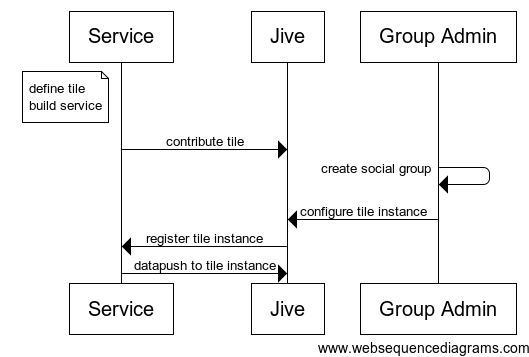 Service
Jive
Group Admin
define tile
build service
contribute tile
create social group
configure tile instance
register tile instance
datapush to tile instance
Service
Jive
Group Admin
www.websequencediagrams.com